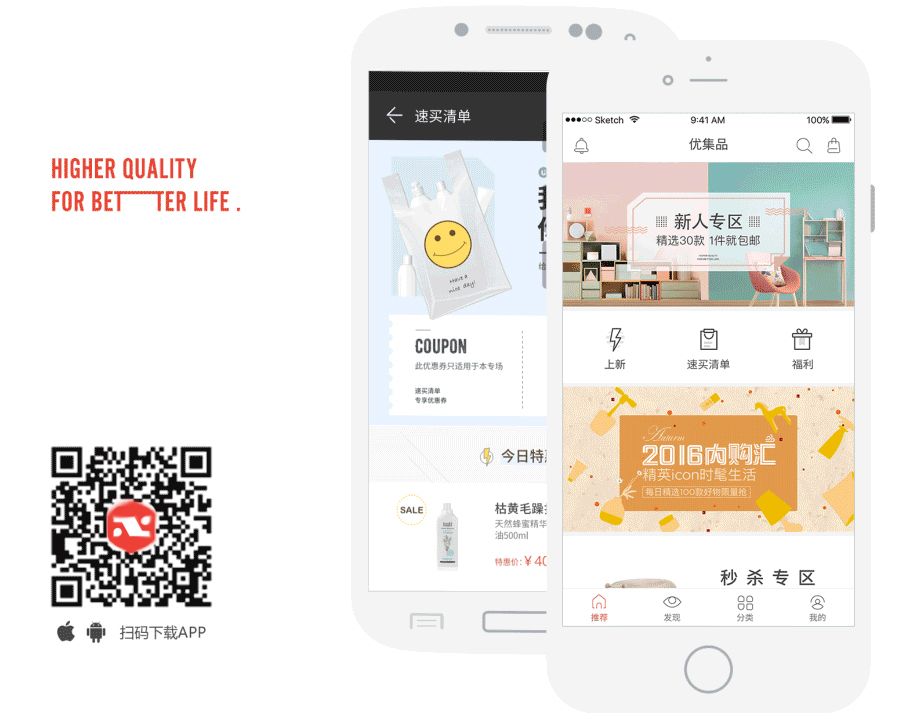 HIGHER QUALITY
FOR BETTER LIFE .
扫码下载APP
速买清单
have a
nice day!
COUPON
此优惠券只适用于本专场
速买清单
专享优惠券
今日特
SALE
枯黄毛躁
天然蜂蜜精华
油500ml
特惠价：￥40
Sketch
9:41 AM
100%
优集品
新人专区
精选30款 1件就包邮
上新
速买清单
福利
Autumn
2016内购汇
精英icon时髦生活
每日精选100款好物限量抢
秒杀专区
推荐
发现
分类
我的